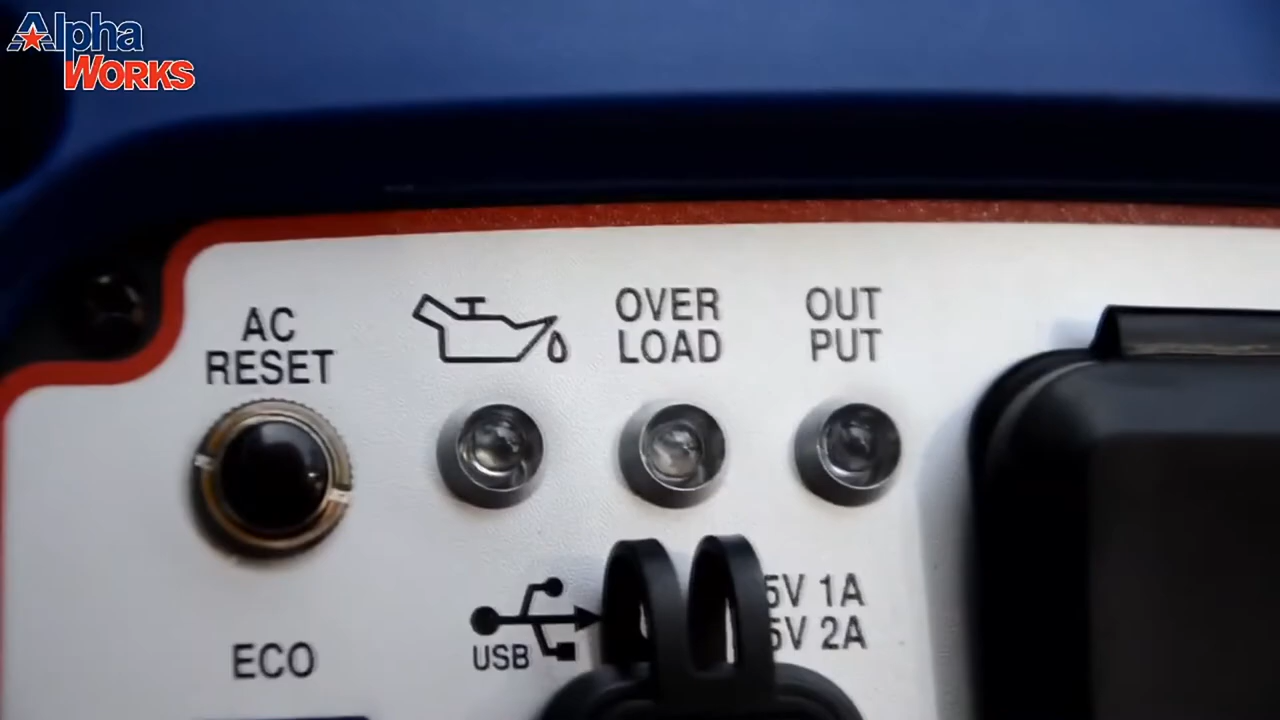 Alpha
WORKS
AC
RESET
OVER
LOAD
OUT
PUT
5V 1A
5V 2A
USB
ECO